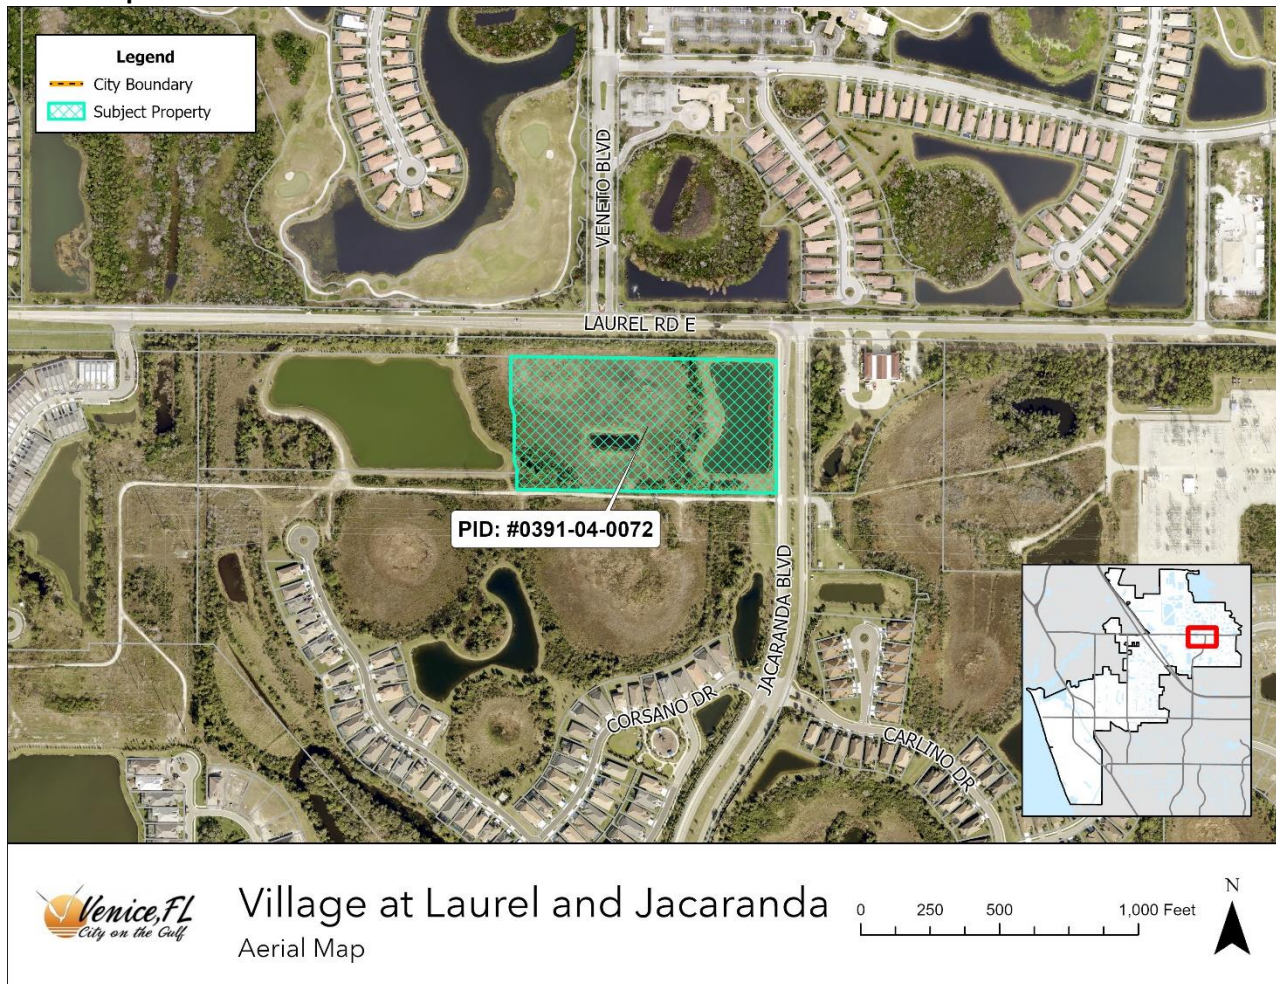 Legend
City Boundary
Subject Property
VENETO BLVD
LAUREL RD E
PID: #0391-04-0072
JACARANDA BLVD
CORSANO DR
CARLINO DR
Venice, FL
City on the Gulf
Village at Laurel and Jacaranda
Aerial Map
0 250 500 1,000 Feet
N